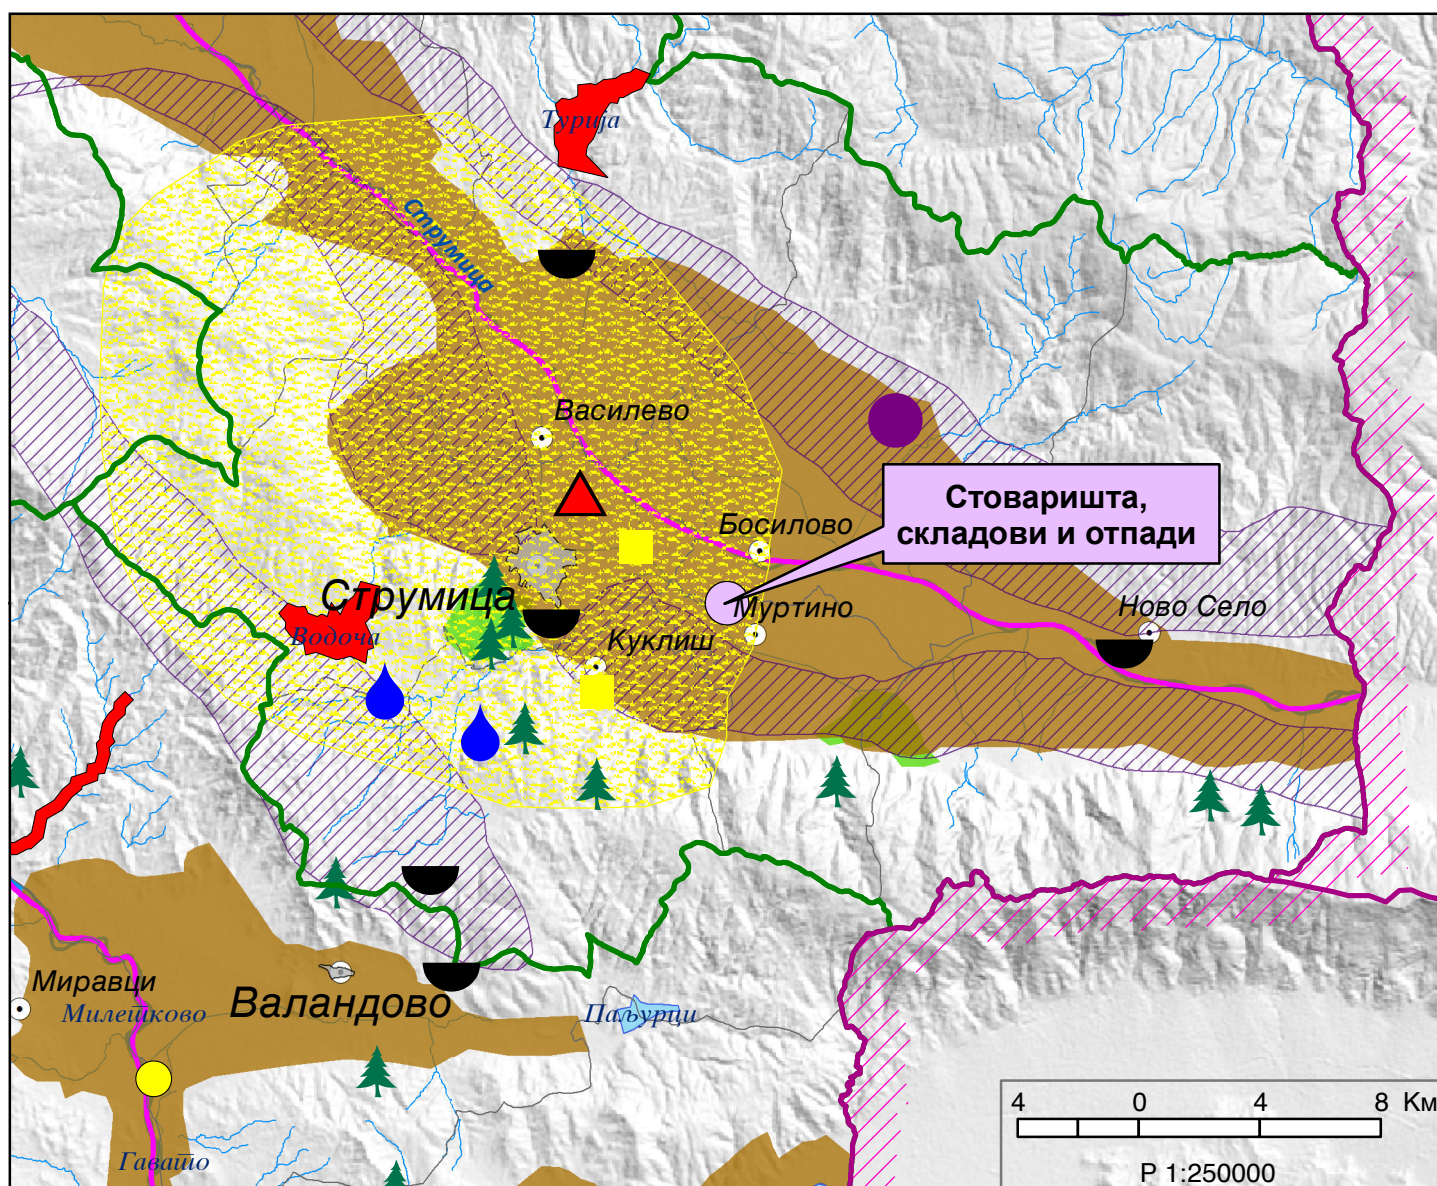 Турија
Струмица
Василево
Стоваришта,
складови и отпади
Босилово
Струмица
Муртино
Ново Село
Водоча
Куклиш
Миравци
Милешково
Валандово
Паљурци
4 0 4 8 Км
Гавато
Р 1:250000